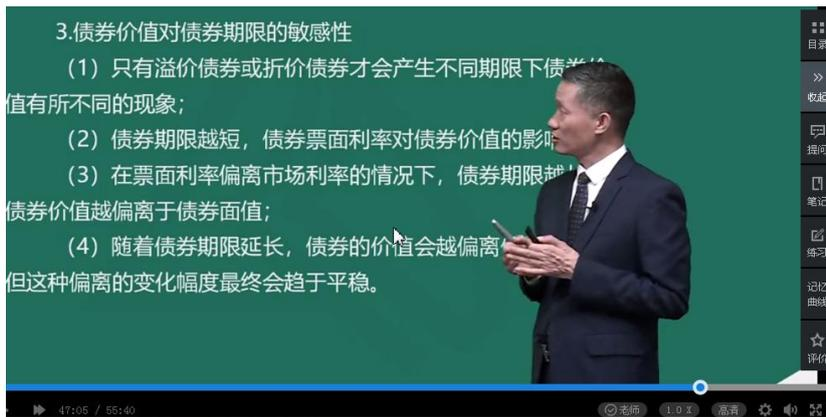 3.债券价值对债券期限的敏感性
（1）只有溢价债券或折价债券才会产生不同期限下债券价
值有所不同的现象；
（2）债券期限越短，债券票面利率对债券价值的影
（3）在票面利率偏离市场利率的情况下，债券期限越
债券价值越偏离于债券面值；
（4）随着债券期限延长，债券的价值会越偏离
但这种偏离的变化幅度最终会趋于平稳。
目录
收起
提问
笔记
练习
记忆
曲线
评价
47:05 / 55:40
老师
1.0 X
高清